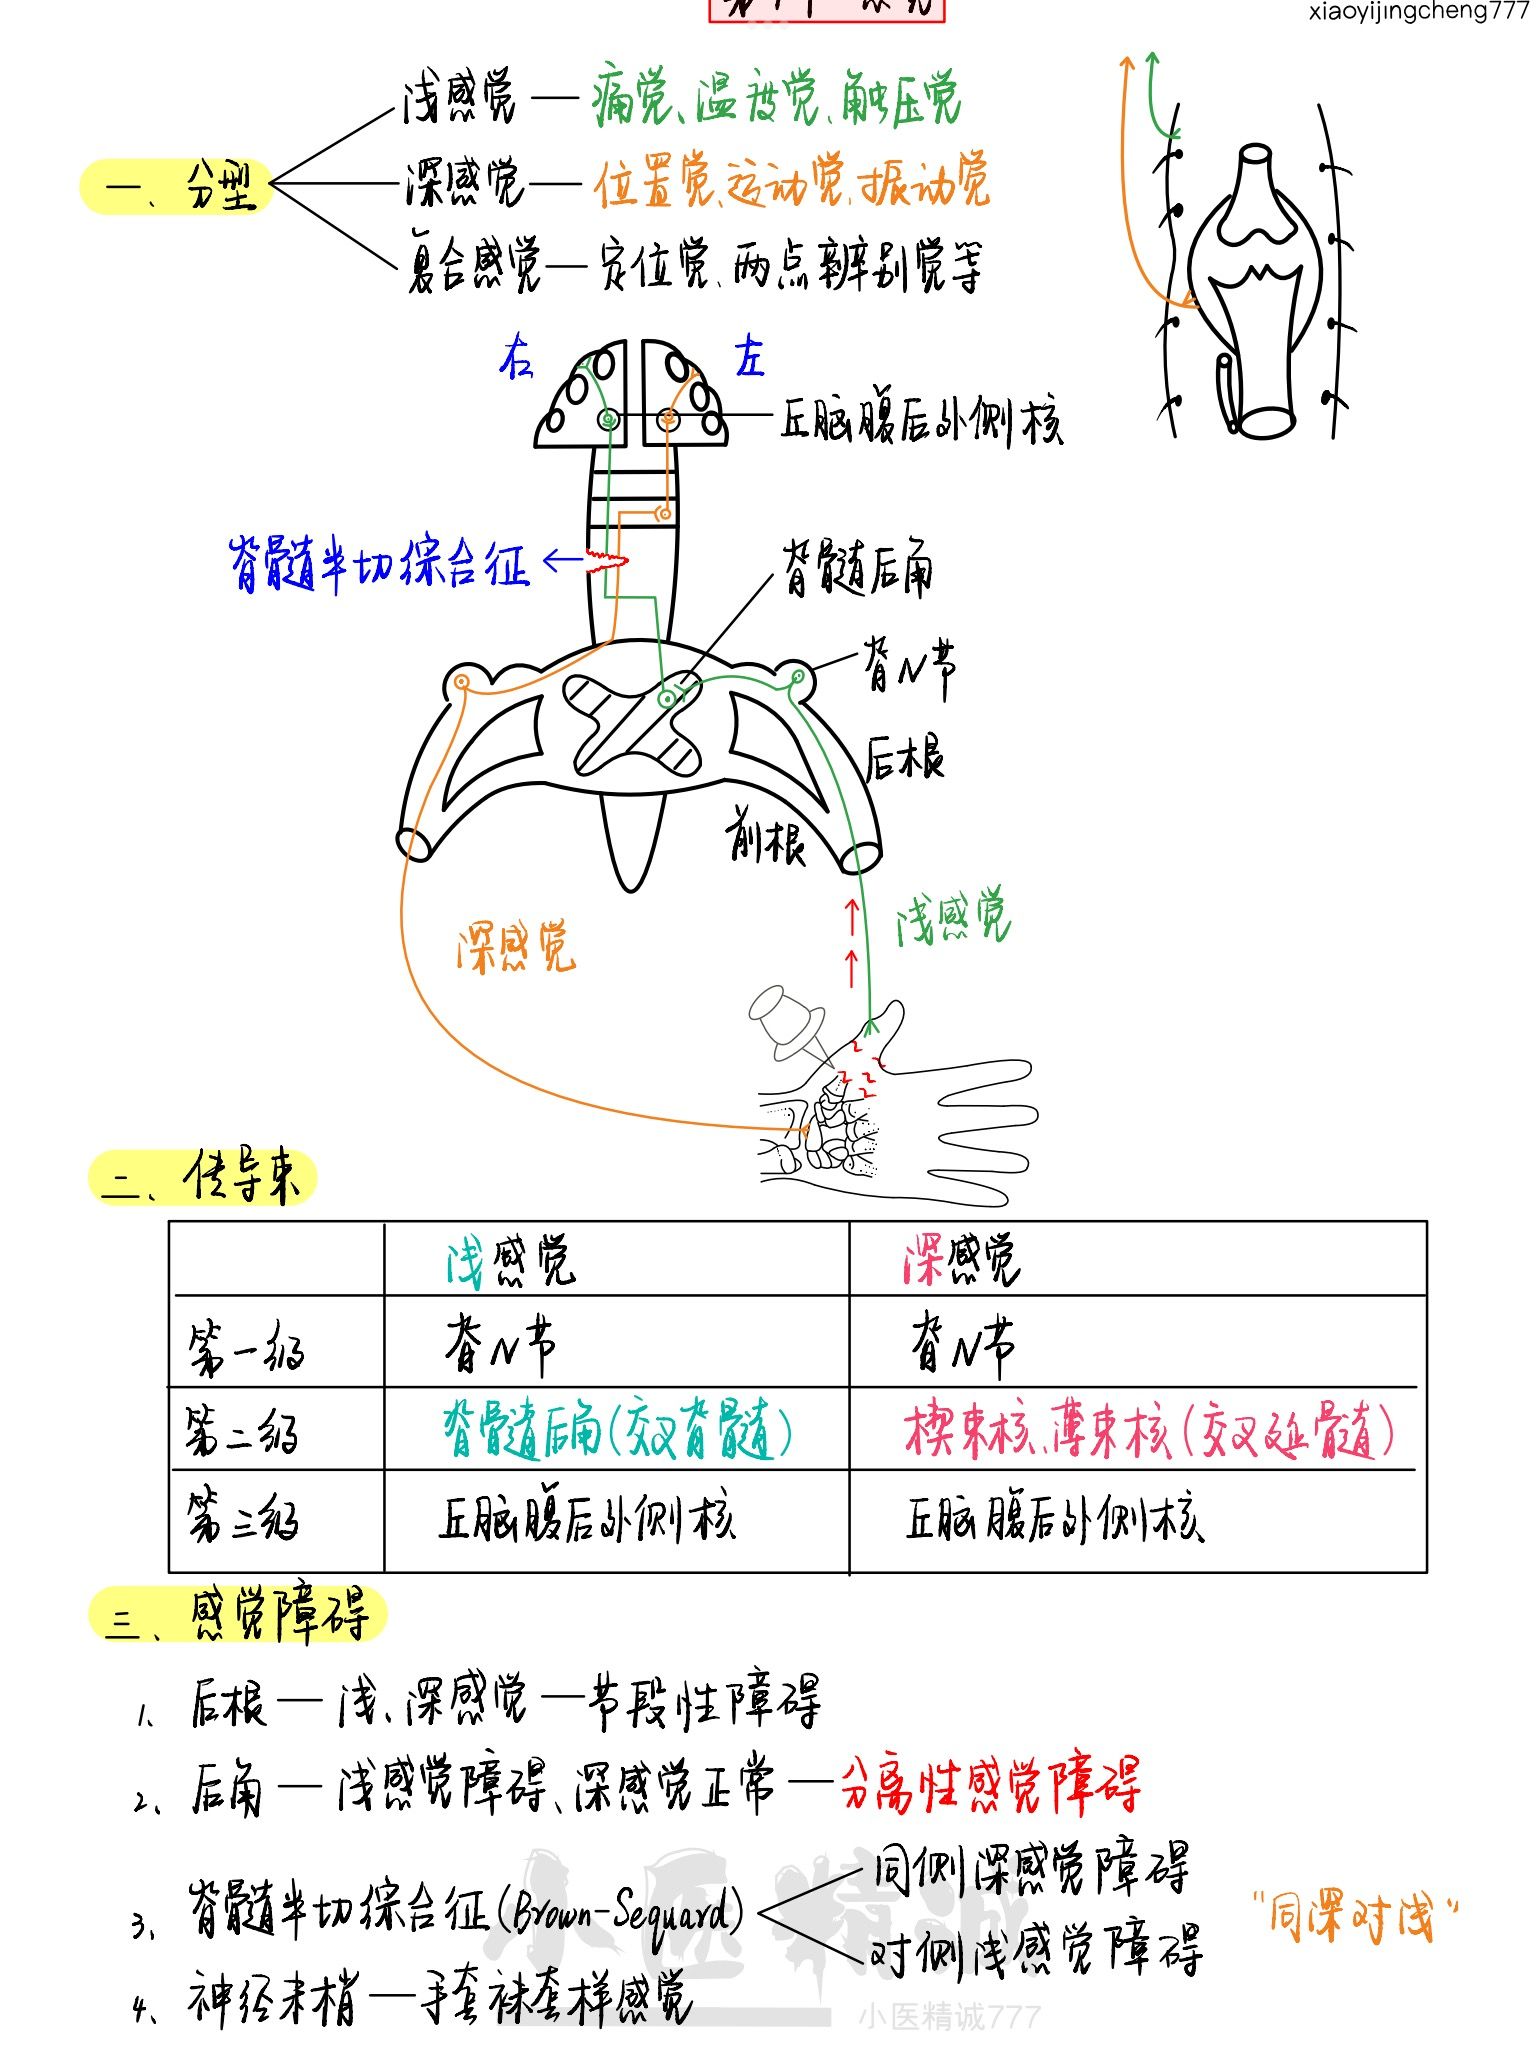 xiaoyijingcheng777
浅感觉 — 痛觉、温度觉、触压觉
一、分型
深感觉 — 位置觉、运动觉、振动觉
复合感觉 — 定位觉、两点辨别觉等
右
左
丘脑腹后外侧核
脊髓半切综合征
脊髓后角
脊N节
后根
前根
浅感觉
深感觉
二、传导束
浅感觉 深感觉
第一级 脊N节 脊N节
第二级 脊髓后角(交叉脊髓) 楔束核、薄束核(交叉延髓)
第三级 丘脑腹后外侧核 丘脑腹后外侧核
三、感觉障碍
1、后根 — 浅、深感觉 — 节段性障碍
2、后角 — 浅感觉障碍、深感觉正常 — 分离性感觉障碍
同侧深感觉障碍
3、脊髓半切综合征(Brown-Sequard) "同深对浅"
对侧浅感觉障碍
4、神经末梢 — 手套袜套样感觉
小医精诚
小医精诚777